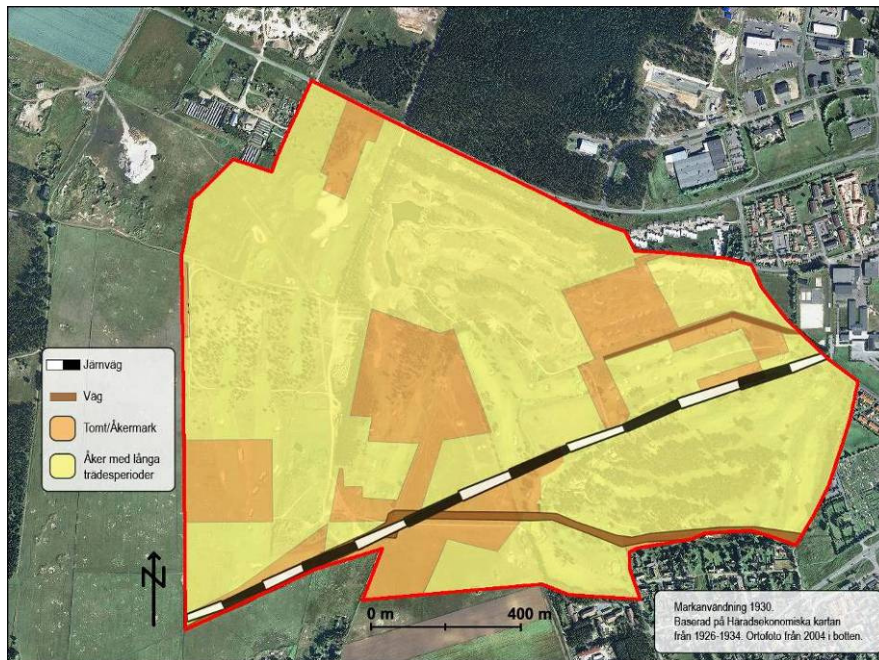 Järnväg
Väg
Tomt/Åkermark
Åker med långa
trädesperioder
N
0 m 400 m
Markanvändning 1930.
Baserad på Häradsekonomiska kartan
från 1926-1934. Ortofoto från 2004 i botten.